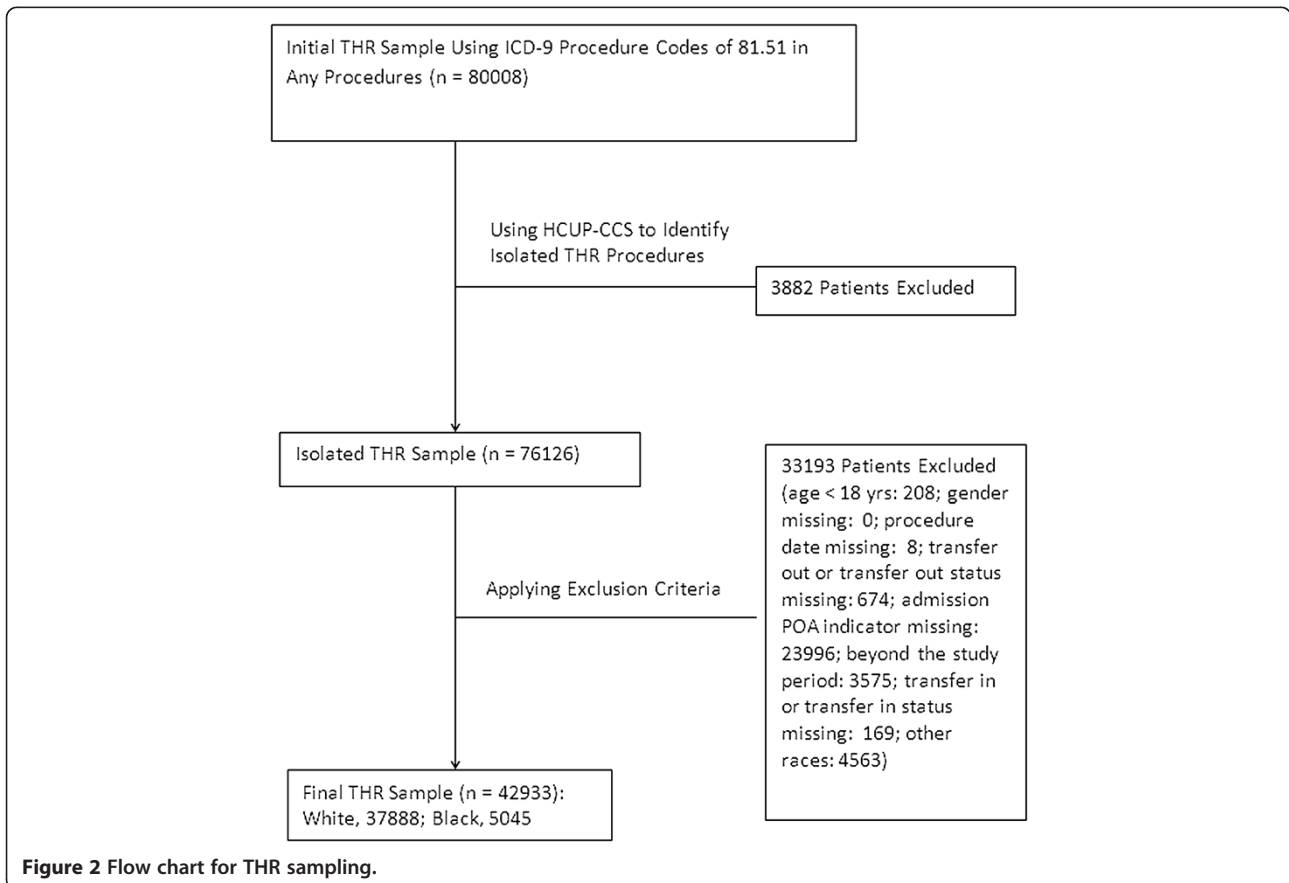 Initial THR Sample Using ICD-9 Procedure Codes of 81.51 in
Any Procedures (n = 80008)
Using HCUP-CCS to Identify
Isolated THR Procedures
3882 Patients Excluded
Isolated THR Sample (n = 76126)
33193 Patients Excluded
(age < 18 yrs: 208; gender
missing: 0; procedure
date missing: 8; transfer
out or transfer out status
missing: 674; admission
POA indicator missing:
23996; beyond the study
period: 3575; transfer in
or transfer in status
missing: 169; other
races: 4563)
Applying Exclusion Criteria
Final THR Sample (n = 42933):
White, 37888; Black, 5045
Figure 2 Flow chart for THR sampling.